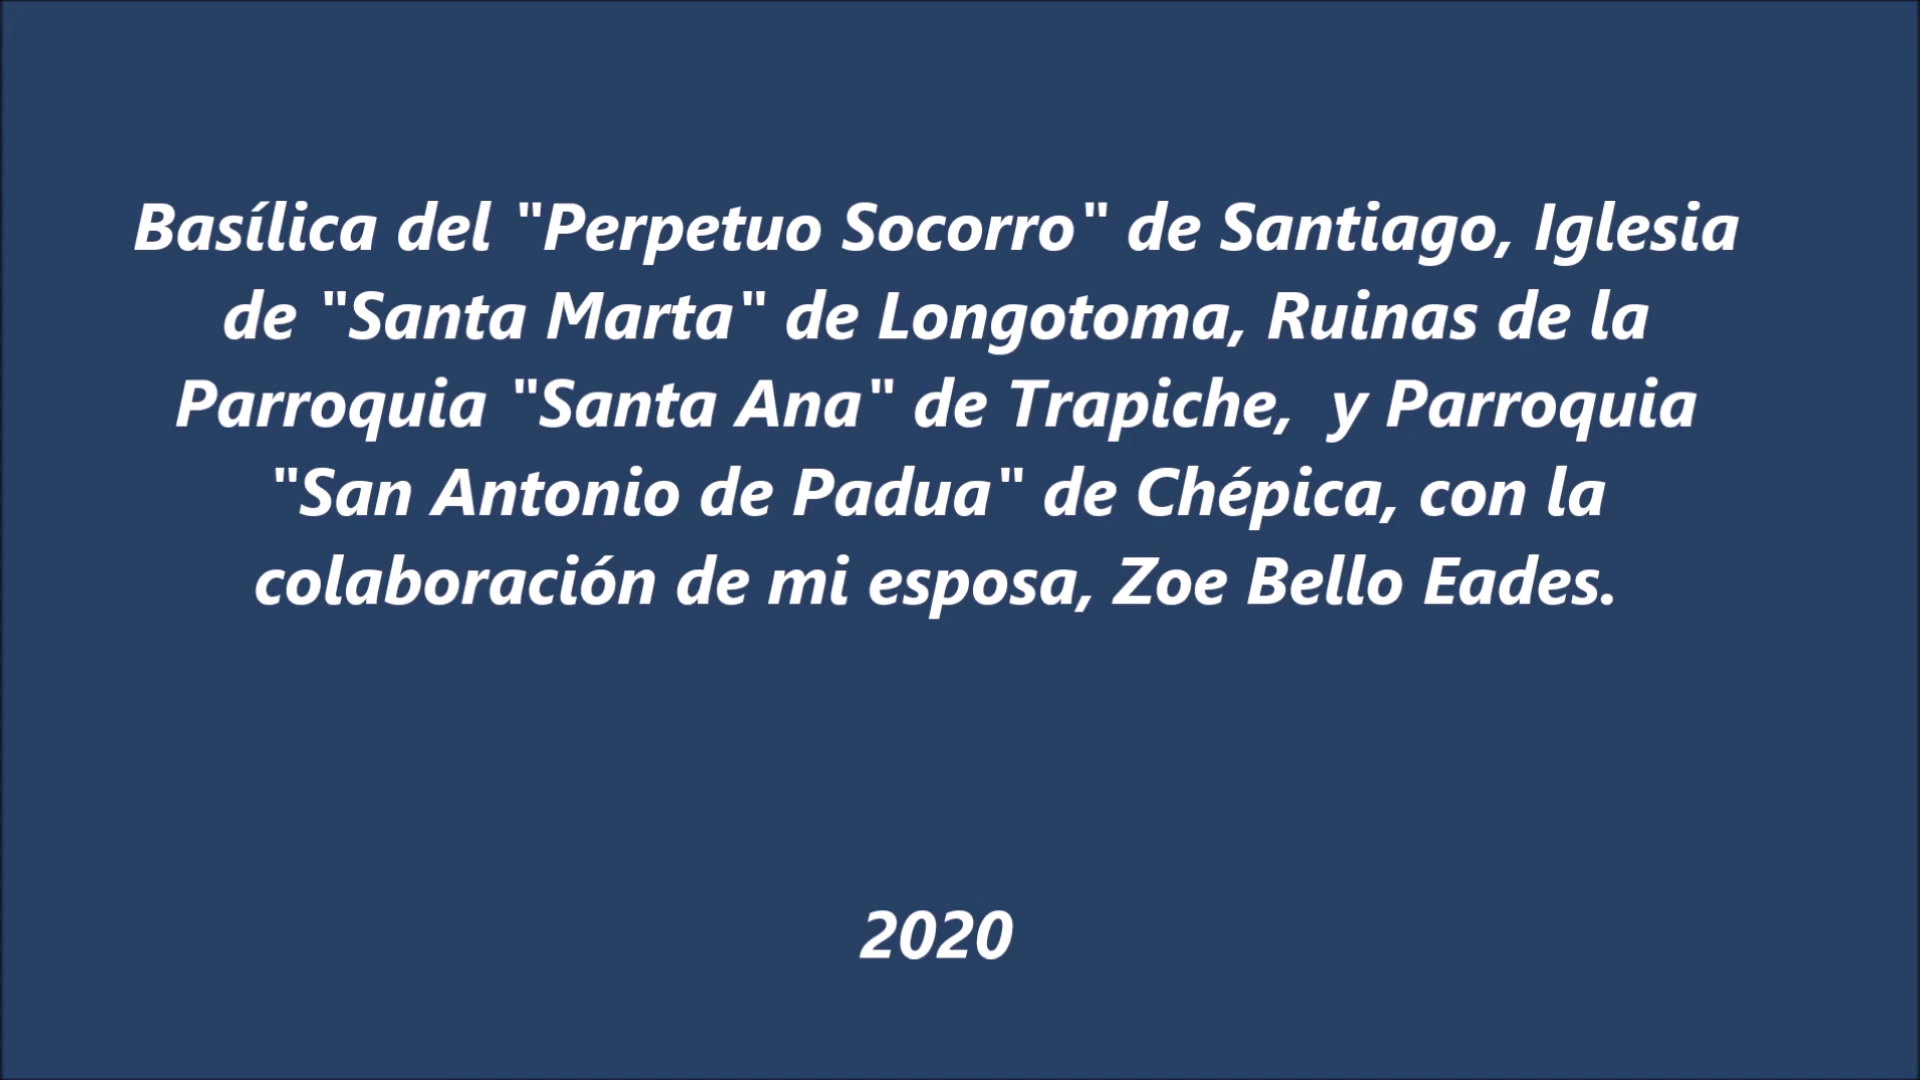 Basílica del "Perpetuo Socorro" de Santiago, Iglesia
de "Santa Marta" de Longotoma, Ruinas de la
Parroquia "Santa Ana" de Trapiche,  y Parroquia
"San Antonio de Padua" de Chépica, con la
colaboración de mi esposa, Zoe Bello Eades.
2020